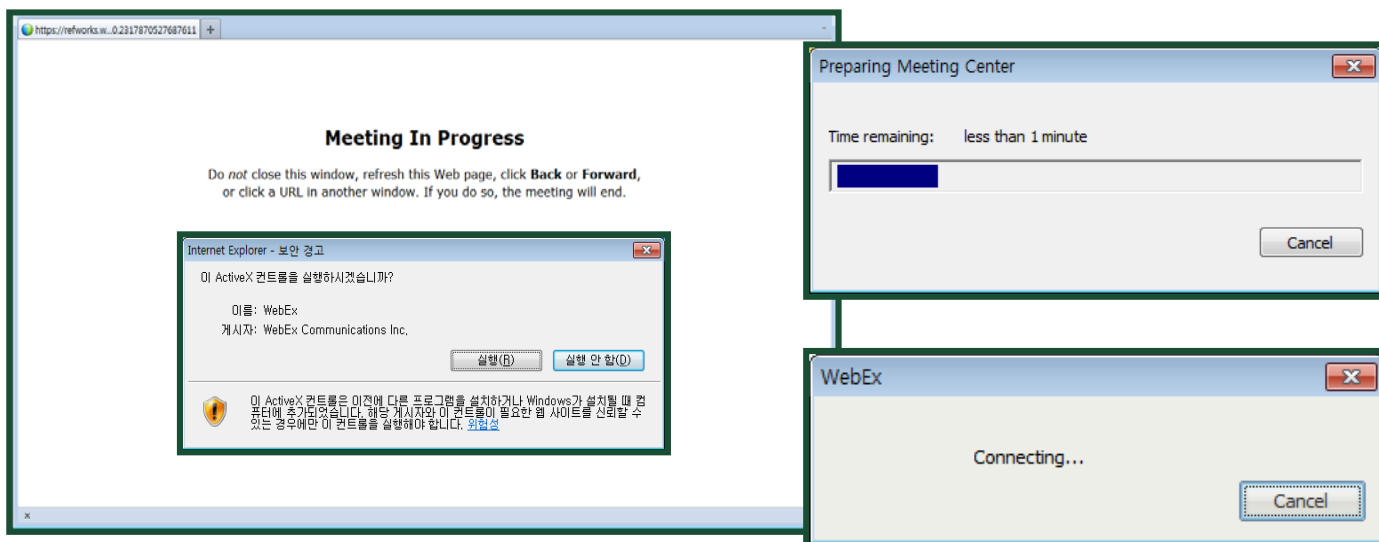 https://refworks.w...0.2317870527687611
Meeting In Progress
Do not close this window, refresh this Web page, click Back or Forward,
or click a URL in another window. If you do so, the meeting will end.
Internet Explorer - 보안 경고
이 ActiveX 컨트롤을 실행하시겠습니까?
이름: WebEx
게시자: WebEx Communications Inc.
실행(R)
실행 안 함(D)
이 ActiveX 컨트롤은 이전에 다른 프로그램을 설치하거나 Windows가 설치될 때 컴
퓨터에 추가되었습니다. 해당 게시자와 이 컨트롤이 필요한 웹 사이트를 신뢰할 수
있는 경우에만 이 컨트롤을 실행해야 합니다. 위험성
Preparing Meeting Center
Time remaining: less than 1 minute
Cancel
WebEx
Connecting...
Cancel